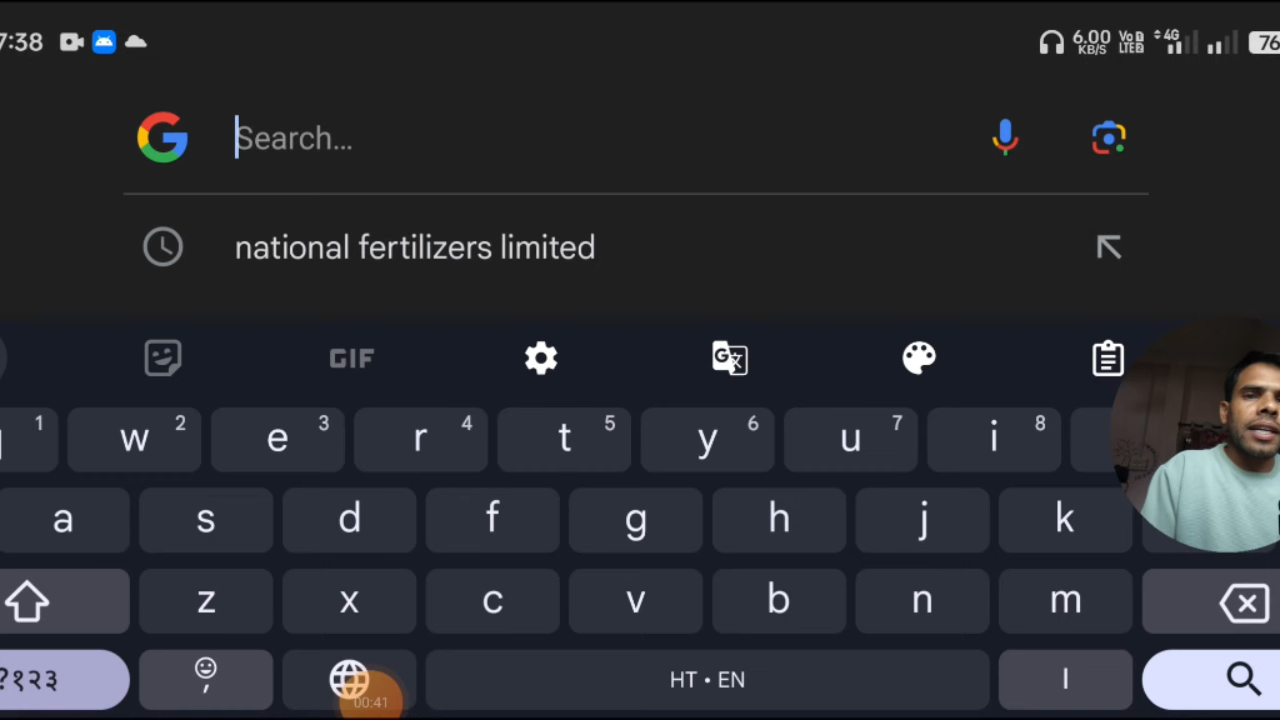 7:38 6.00 KB/S Vo LTE 4G 76
Search...
national fertilizers limited
GIF
1 w 2 e 3 r 4 t 5 y 6 u 7 i 8
a s d f g h j k
z x c v b n m
?१२३ , HT • EN ।
00:41